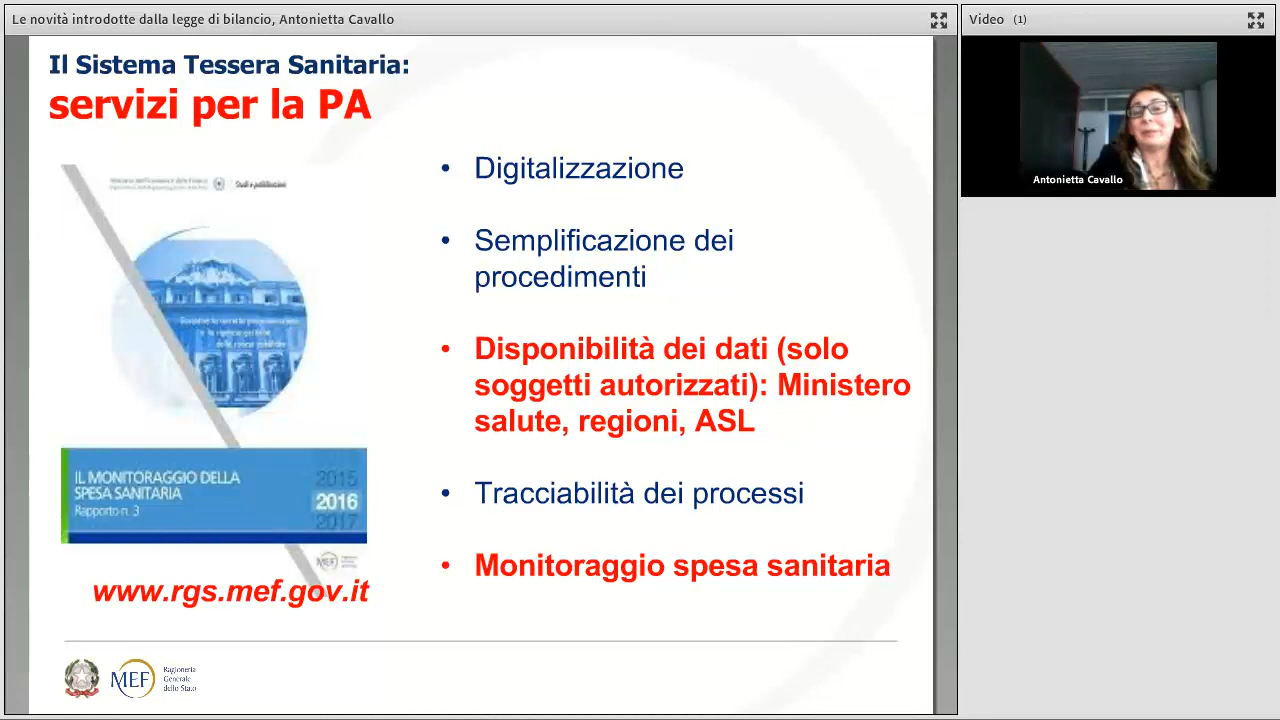 Le novità introdotte dalla legge di bilancio, Antonietta Cavallo
Video (1)
Il Sistema Tessera Sanitaria:
servizi per la PA
Antonietta Cavallo
• Digitalizzazione
• Semplificazione dei
procedimenti
• Disponibilità dei dati (solo
soggetti autorizzati): Ministero
salute, regioni, ASL
• Tracciabilità dei processi
• Monitoraggio spesa sanitaria
Studi e pubblicazioni
IL MONITORAGGIO DELLA
SPESA SANITARIA
Rapporto n. 3
2015
2016
2017
MEF
www.rgs.mef.gov.it
MEF
Ragioneria
Generale
dello Stato